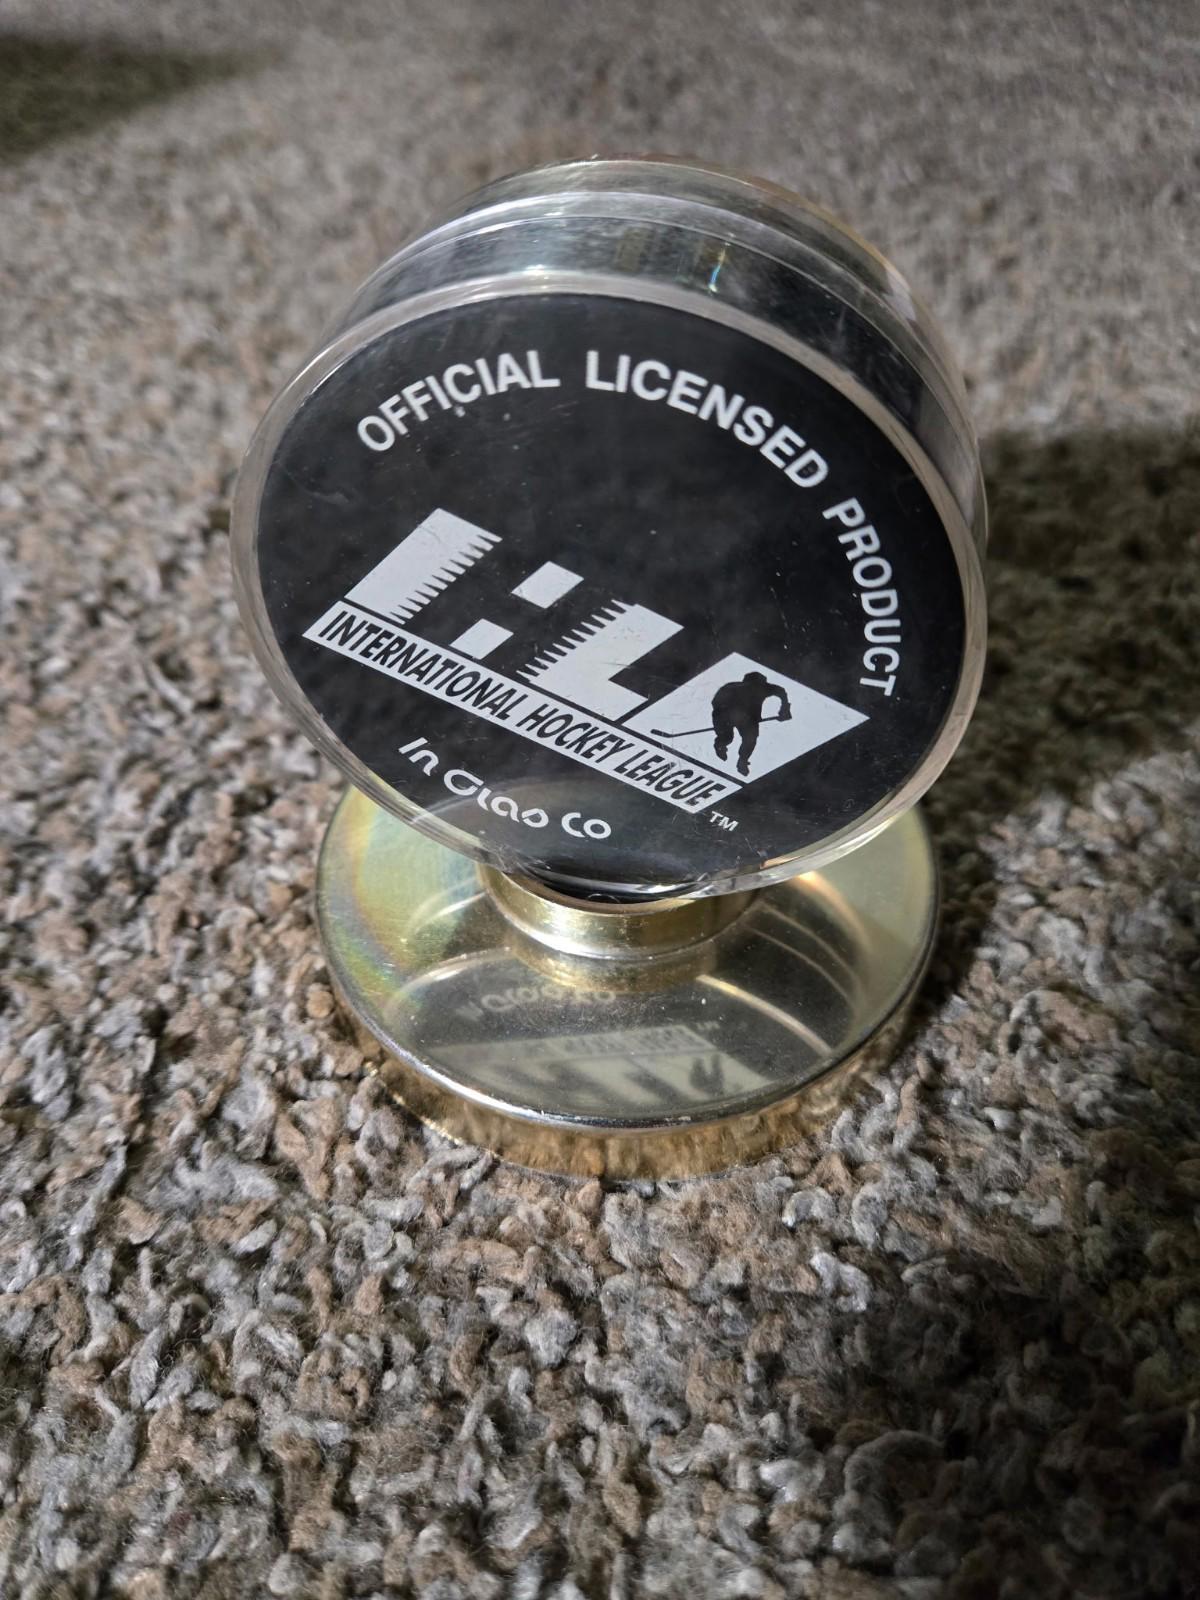 OFFICIAL LICENSED PRODUCT
IHL
INTERNATIONAL HOCKEY LEAGUE
TM
In Glas Co